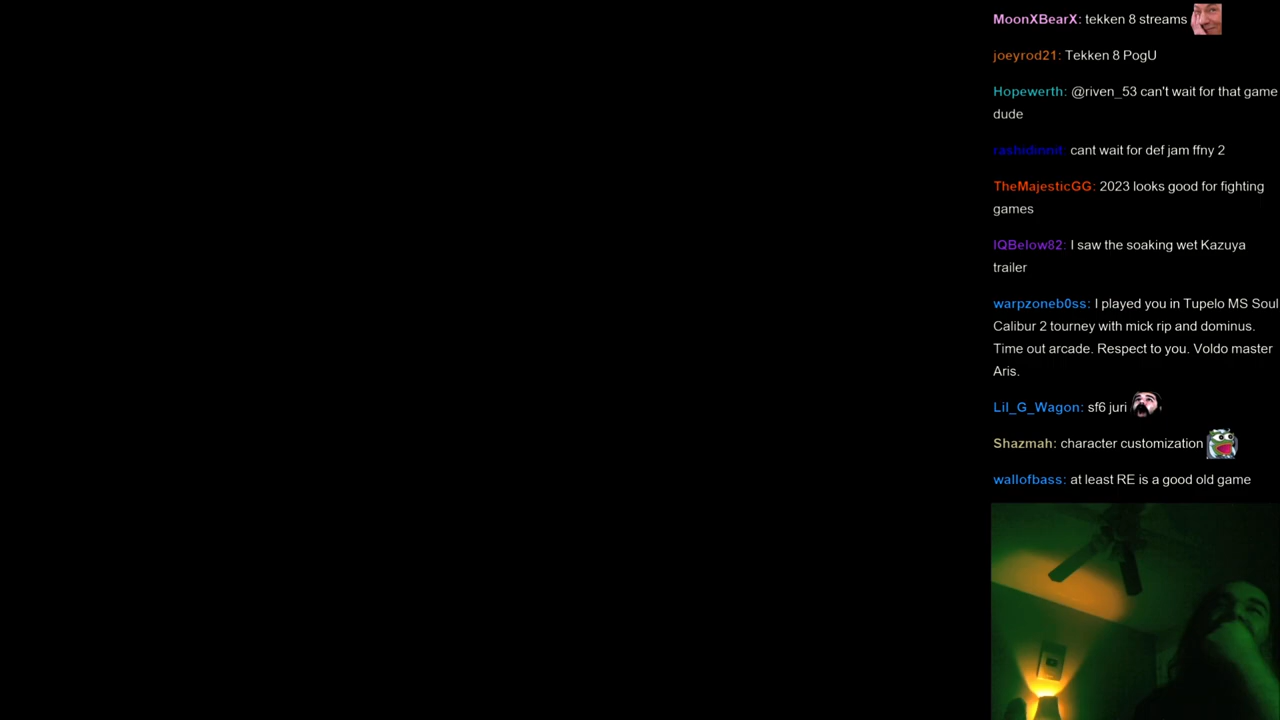 MoonXBearX: tekken 8 streams
joeyrod21: Tekken 8 PogU
Hopewerth: @riven_53 can't wait for that game
dude
rashidinnit: cant wait for def jam ffny 2
TheMajesticGG: 2023 looks good for fighting
games
IQBelow82: I saw the soaking wet Kazuya
trailer
warpzoneb0ss: I played you in Tupelo MS Soul
Calibur 2 tourney with mick rip and dominus.
Time out arcade. Respect to you. Voldo master
Aris.
Lil_G_Wagon: sf6 juri
Shazmah: character customization
wallofbass: at least RE is a good old game